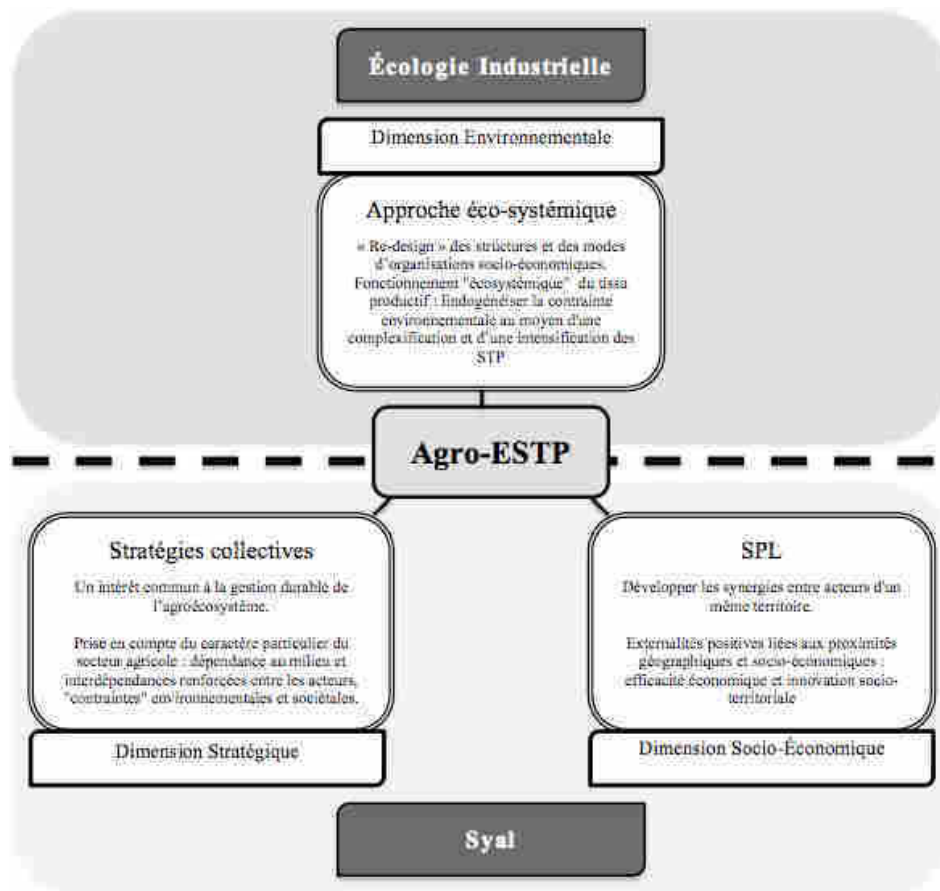 Écologie Industrielle
Dimension Environnementale
Approche éco-systémique
« Re-design » des structures et des modes
d'organisations socio-économiques.
Fonctionnement "écosystémique" du tissu
productif : Endogénéiser la contrainte
environnementale au moyen d'une
complexification et d'une intensification des
STP
Agro-ESTP
Stratégies collectives
Un intérêt commun à la gestion durable de
l'agroécosystème.
Prise en compte du caractère particulier du
secteur agricole : dépendance au milieu et
interdépendances renforcées entre les acteurs,
"contraintes" environnementales et sociétales.
Dimension Stratégique
SPL
Développer les synergies entre acteurs d'un
même territoire.
Externalités positives liées aux proximités
géographiques et socio-économiques :
efficacité économique et innovation socio-
territoriale
Dimension Socio-Économique
Syal